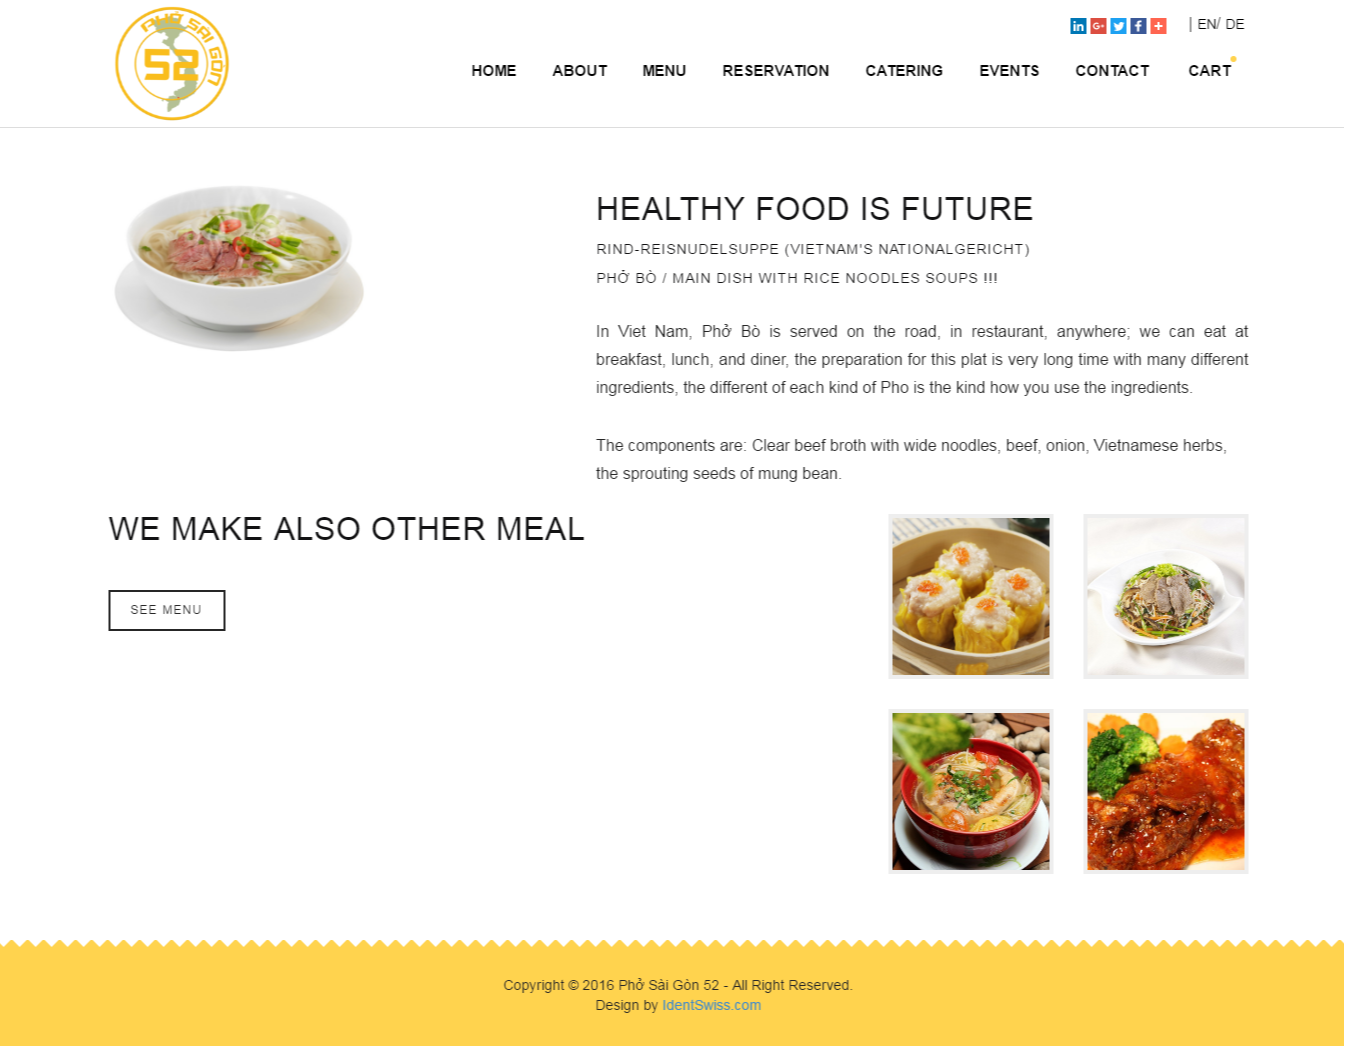 PHỞ SAI GÒN
52
| EN/ DE
HOME ABOUT MENU RESERVATION CATERING EVENTS CONTACT CART
HEALTHY FOOD IS FUTURE
RIND-REISNUDELSUPPE (VIETNAM'S NATIONALGERICHT)
PHỞ BÒ / MAIN DISH WITH RICE NOODLES SOUPS !!!
In Viet Nam, Phở Bò is served on the road, in restaurant, anywhere; we can eat at
breakfast, lunch, and diner, the preparation for this plat is very long time with many different
ingredients, the different of each kind of Pho is the kind how you use the ingredients.
The components are: Clear beef broth with wide noodles, beef, onion, Vietnamese herbs,
the sprouting seeds of mung bean.
WE MAKE ALSO OTHER MEAL
SEE MENU
Copyright © 2016 Phở Sài Gòn 52 - All Right Reserved.
Design by IdentSwiss.com